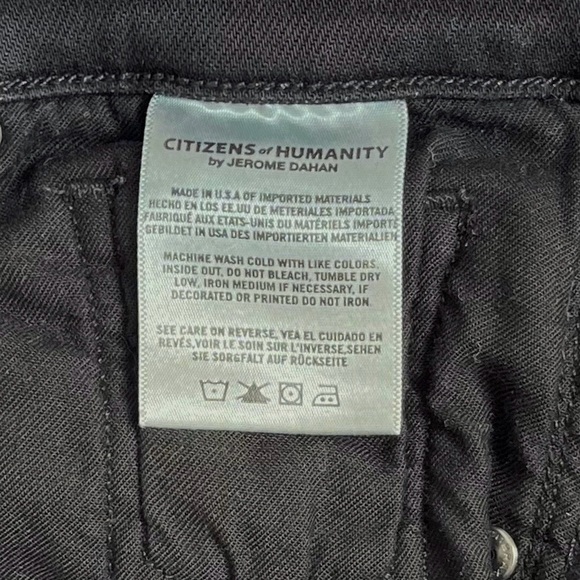 CITIZENS of HUMANITY
by JEROME DAHAN
MADE IN U.S.A OF IMPORTED MATERIALS
HECHO EN LOS EE.UU DE METERIALES IMPORTADA
FABRIQUÉ AUX ETATS-UNIS DU MATÉRIELS IMPORTÉ
GEBILDET IN USA DES IMPORTIERTEN MATERIALIEN
MACHINE WASH COLD WITH LIKE COLORS,
INSIDE OUT, DO NOT BLEACH, TUMBLE DRY
LOW, IRON MEDIUM IF NECESSARY, IF
DECORATED OR PRINTED DO NOT IRON.
SEE CARE ON REVERSE, VEA EL CUIDADO EN
REVÉS,VOIR LE SOIN SUR L'INVERSE,SEHEN
SIE SORGFALT AUF RÜCKSEITE